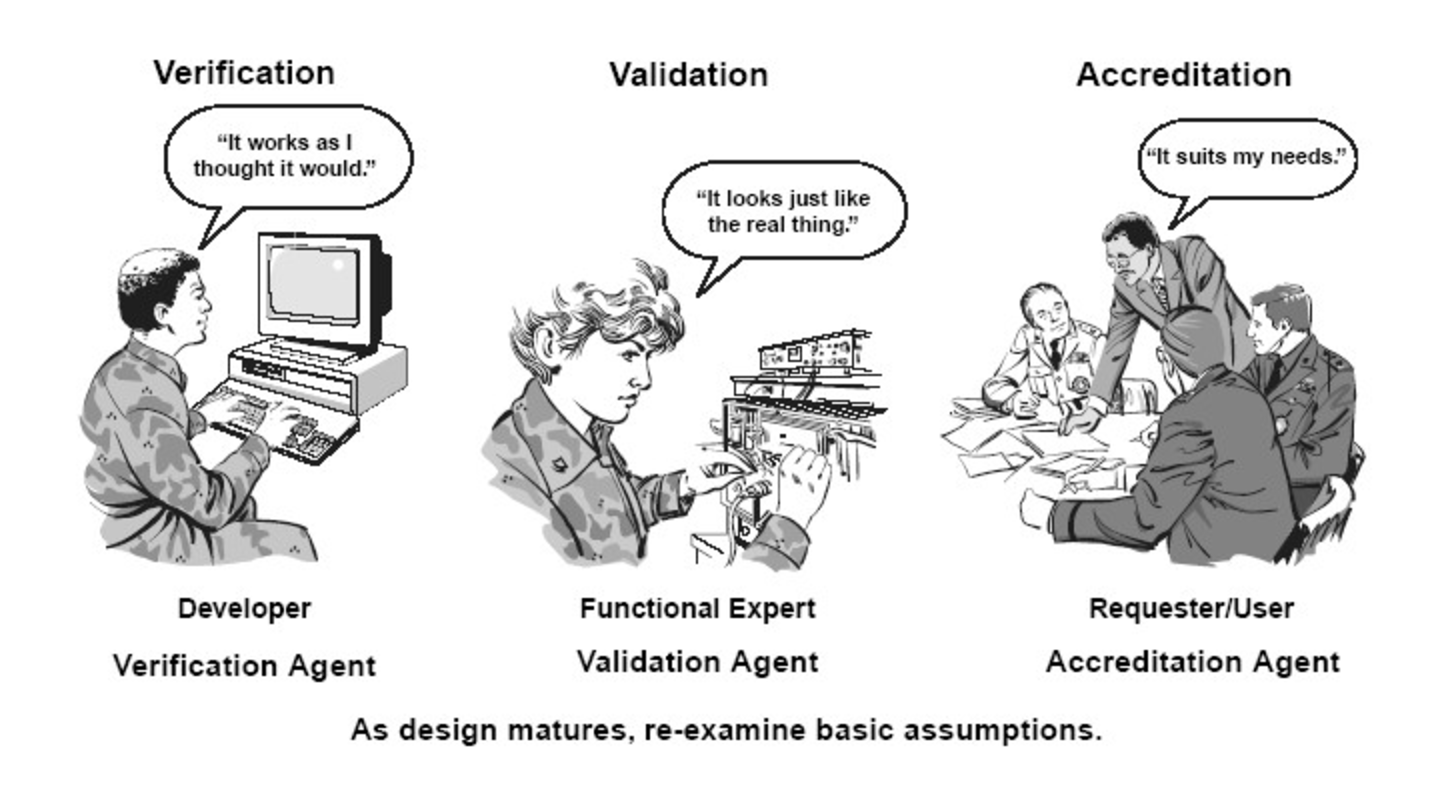 Verification
“It works as I
thought it would.”
Developer
Verification Agent
Validation
“It looks just like
the real thing.”
Functional Expert
Validation Agent
Accreditation
“It suits my needs.”
Requester/User
Accreditation Agent
As design matures, re-examine basic assumptions.